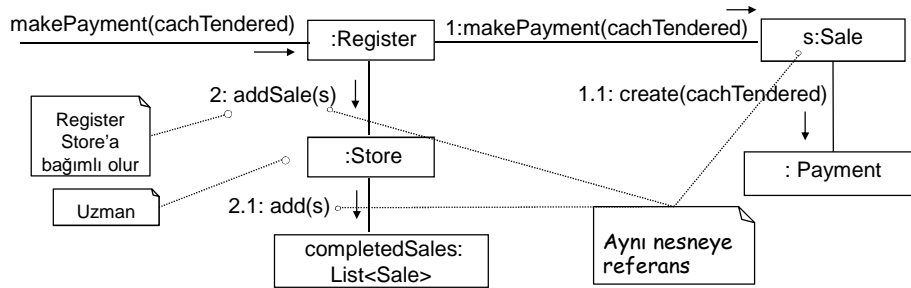 makePayment(cachTendered)
:Register
1:makePayment(cachTendered)
s:Sale
2: addSale(s)
1.1: create(cachTendered)
Register
Store’a
bağımlı olur
:Store
: Payment
Uzman
2.1: add(s)
Aynı nesneye
referans
completedSales:
List<Sale>